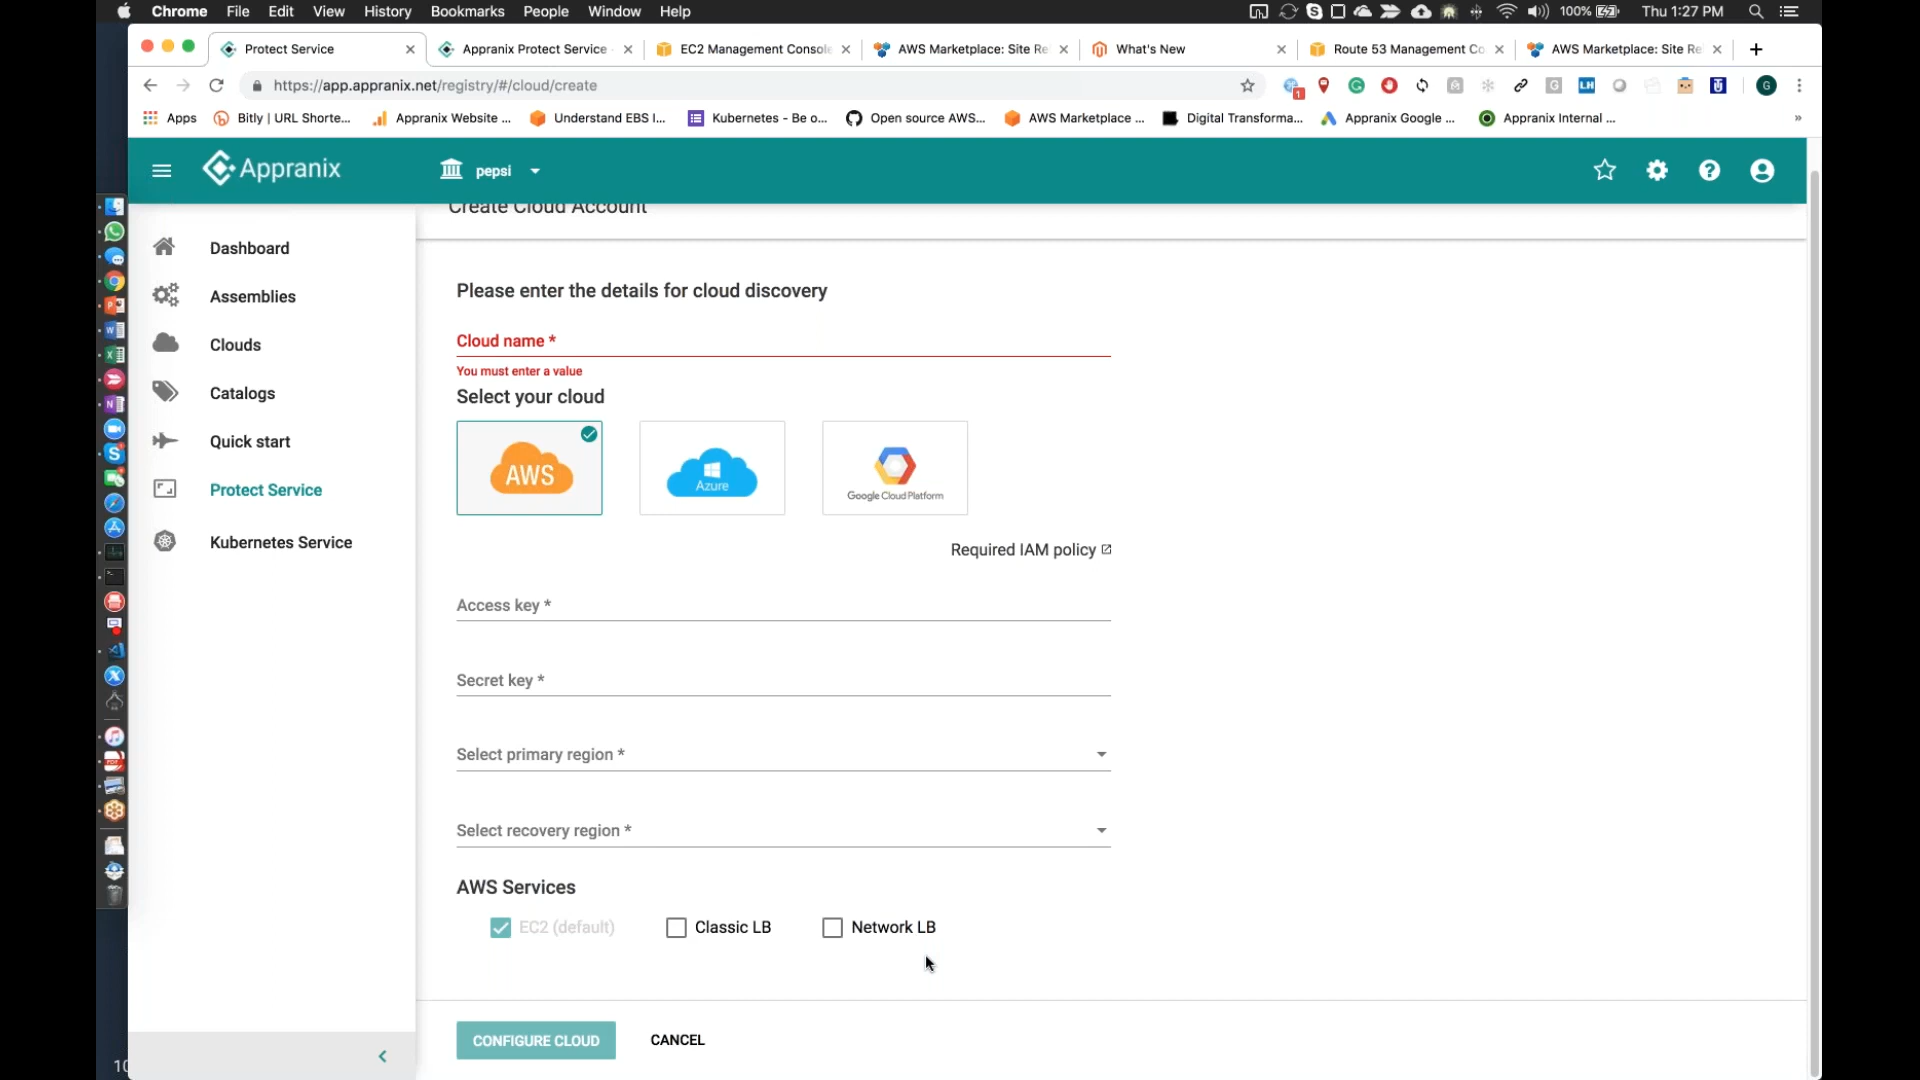 Chrome File Edit View History Bookmarks People Window Help 100% Thu 1:27 PM
Protect Service Appranix Protect Service EC2 Management Console AWS Marketplace: Site Re What's New Route 53 Management Co AWS Marketplace: Site Re
https://app.appranix.net/registry/#/cloud/create
Apps Bitly | URL Shorte... Appranix Website ... Understand EBS I... Kubernetes - Be o... Open source AWS... AWS Marketplace ... Digital Transforma... Appranix Google ... Appranix Internal ... »
Appranix pepsi
Create Cloud Account
Dashboard
Assemblies
Clouds
Catalogs
Quick start
Protect Service
Kubernetes Service
Please enter the details for cloud discovery
Cloud name *
You must enter a value
Select your cloud
AWS Azure Google Cloud Platform
Required IAM policy
Access key *
Secret key *
Select primary region *
Select recovery region *
AWS Services
EC2 (default) Classic LB Network LB
CONFIGURE CLOUD CANCEL